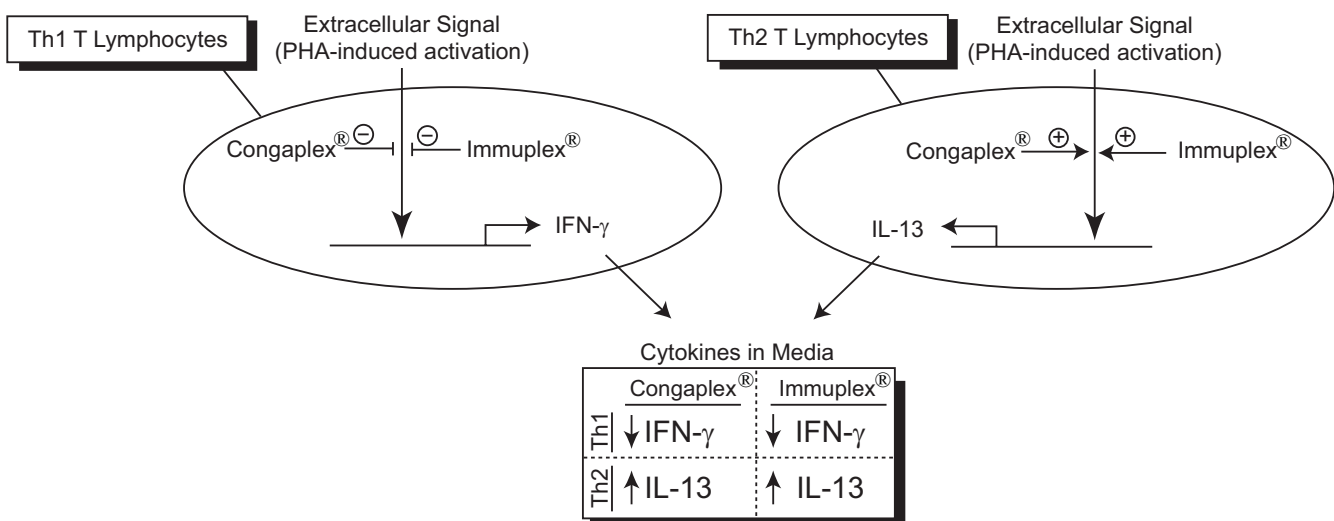 Th1 T Lymphocytes
Extracellular Signal
(PHA-induced activation)
Congaplex®
Immuplex®
IFN-γ
Th2 T Lymphocytes
Extracellular Signal
(PHA-induced activation)
Congaplex®
Immuplex®
IL-13
Cytokines in Media
Congaplex® Immuplex®
Th1 ↓ IFN-γ ↓ IFN-γ
Th2 ↑ IL-13 ↑ IL-13